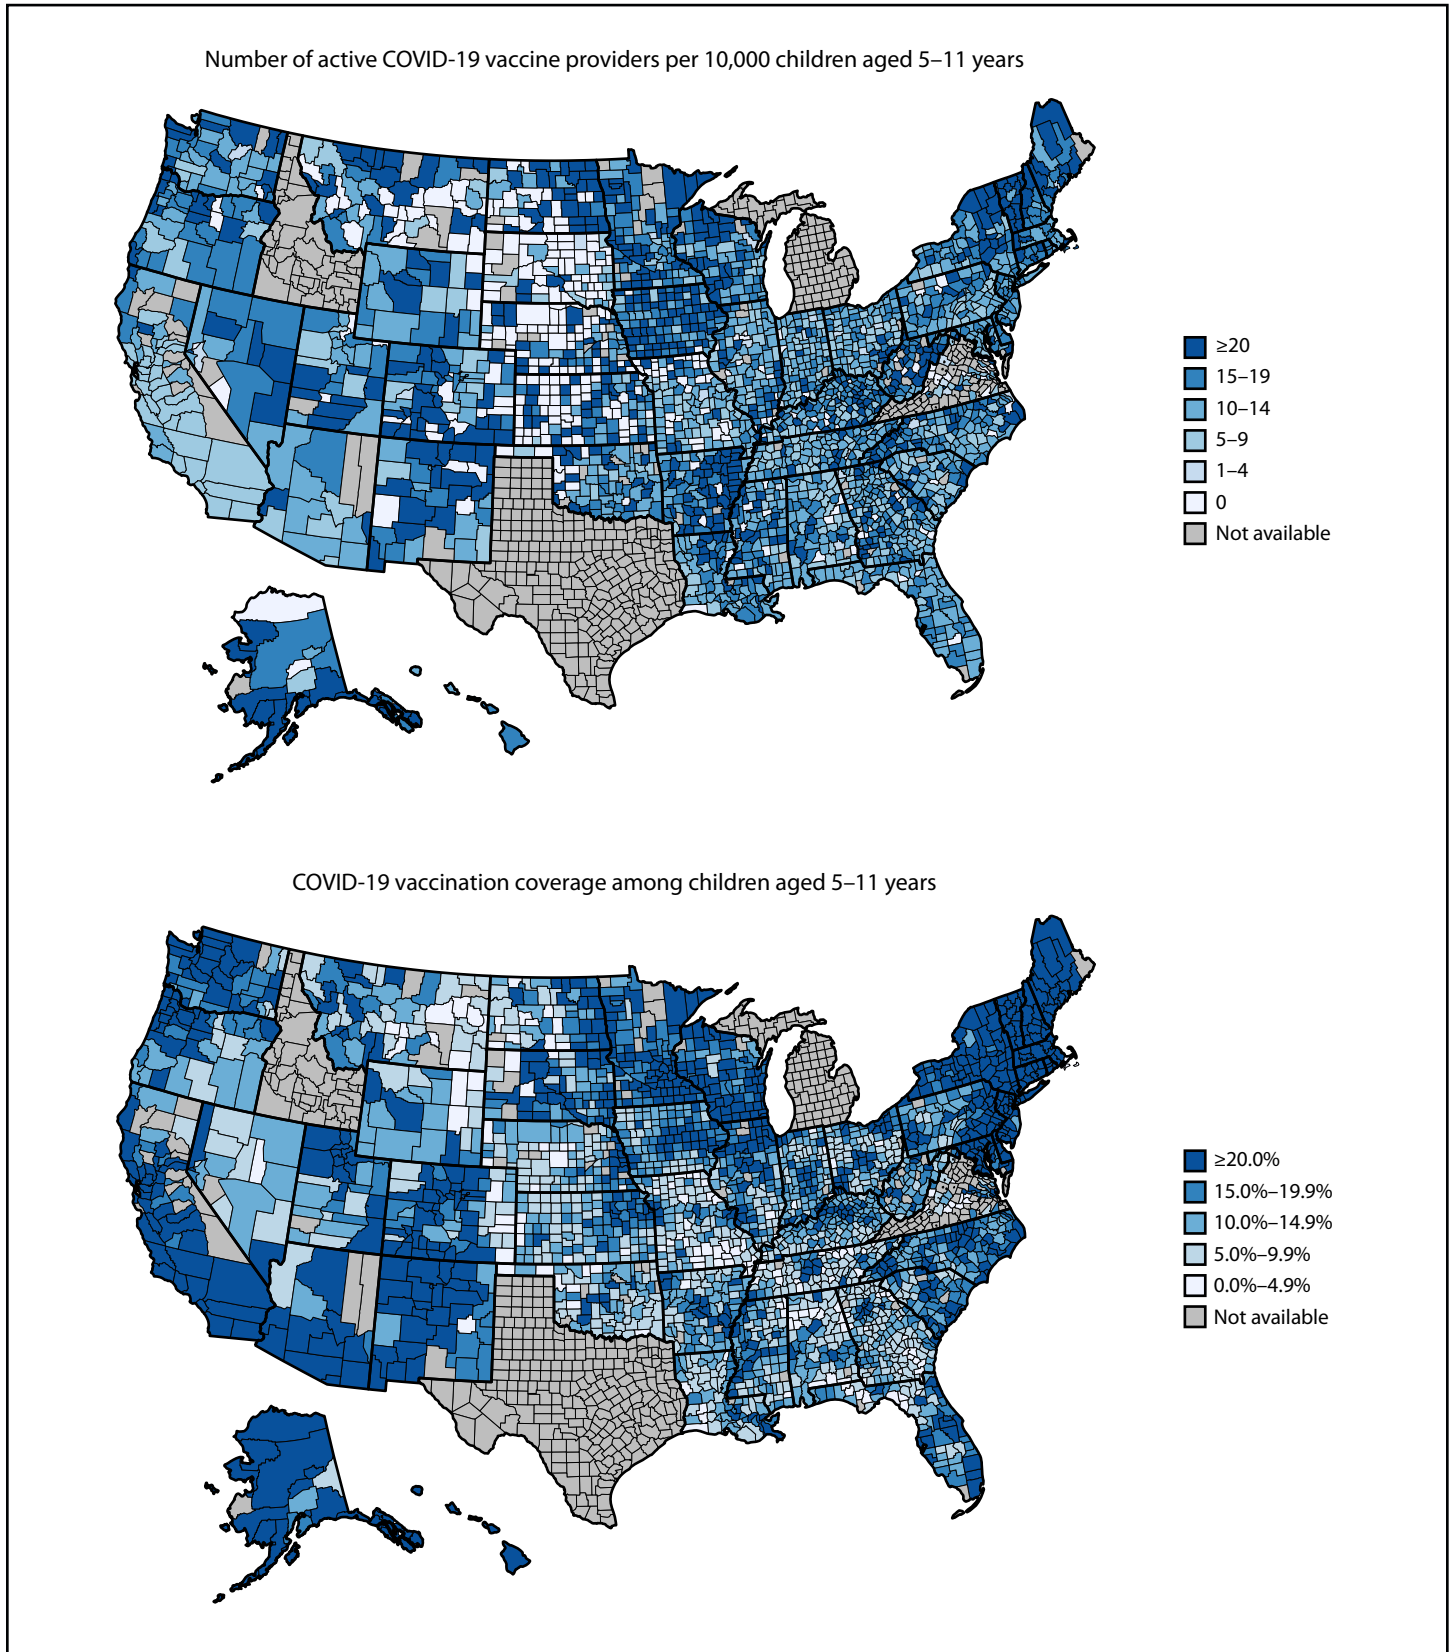 Number of active COVID-19 vaccine providers per 10,000 children aged 5–11 years
≥20
15–19
10–14
5–9
1–4
0
Not available
COVID-19 vaccination coverage among children aged 5–11 years
≥20.0%
15.0%–19.9%
10.0%–14.9%
5.0%–9.9%
0.0%–4.9%
Not available